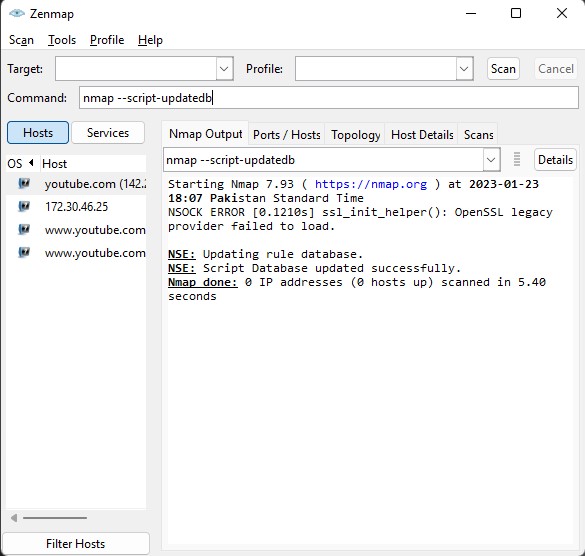 Zenmap
Scan Tools Profile Help
Target: Profile: Scan Cancel
Command: nmap --script-updatedb
Hosts Services
Nmap Output Ports / Hosts Topology Host Details Scans
OS Host
nmap --script-updatedb Details
youtube.com (142.2
172.30.46.25
www.youtube.com
www.youtube.com
Starting Nmap 7.93 ( https://nmap.org ) at 2023-01-23
18:07 Pakistan Standard Time
NSOCK ERROR [0.1210s] ssl_init_helper(): OpenSSL legacy
provider failed to load.
NSE: Updating rule database.
NSE: Script Database updated successfully.
Nmap done: 0 IP addresses (0 hosts up) scanned in 5.40
seconds
Filter Hosts